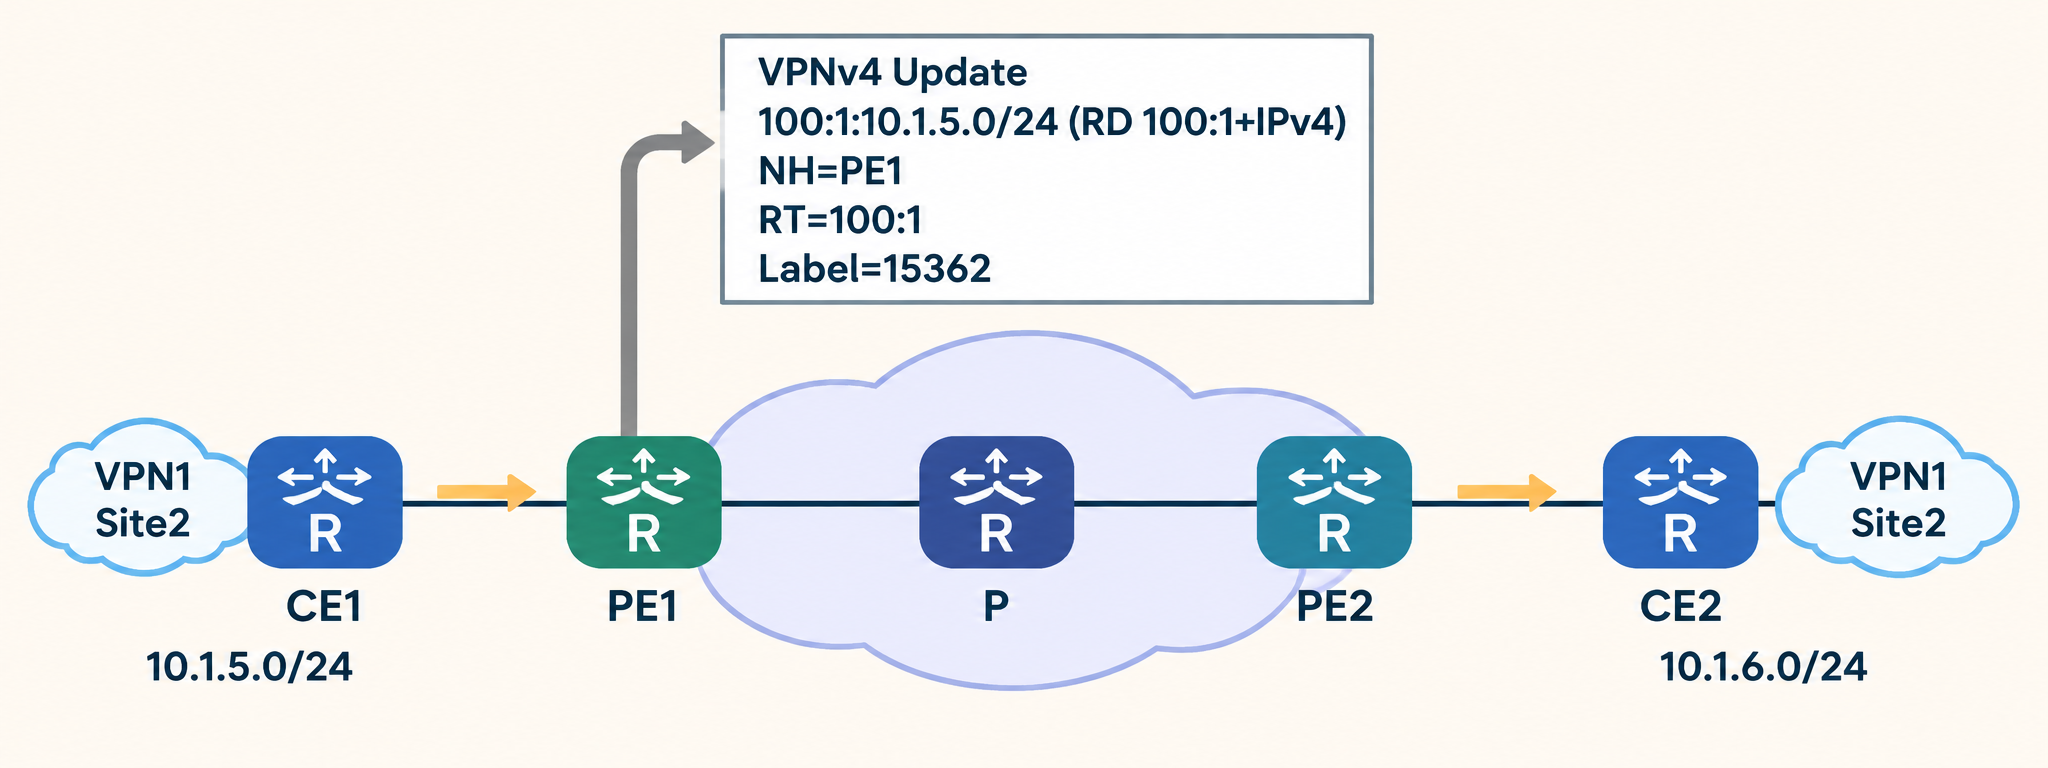 VPNv4 Update
100:1:10.1.5.0/24 (RD 100:1+IPv4)
NH=PE1
RT=100:1
Label=15362
VPN1
Site2
R
R
R
R
R
VPN1
Site2
CE1
PE1
P
PE2
CE2
10.1.5.0/24
10.1.6.0/24